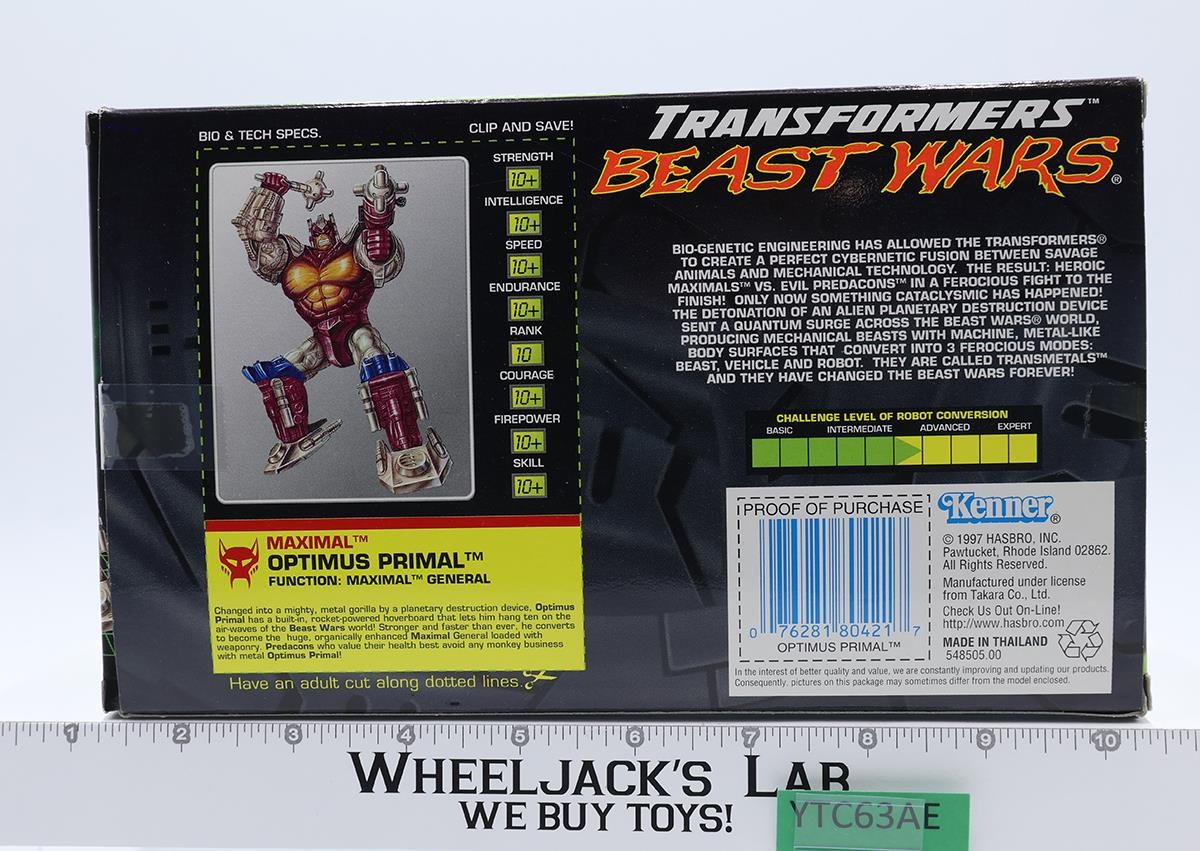 BIO & TECH SPECS.
CLIP AND SAVE!
STRENGTH
10+
INTELLIGENCE
10+
SPEED
10+
ENDURANCE
10+
RANK
10
COURAGE
10+
FIREPOWER
10+
SKILL
10+
MAXIMAL™
OPTIMUS PRIMAL™
FUNCTION: MAXIMAL™ GENERAL
Changed into a mighty, metal gorilla by a planetary destruction device, Optimus
Primal has a built-in, rocket-powered hoverboard that lets him hang ten on the
air-waves of the Beast Wars world! Stronger and faster than ever, he converts
to become the huge, organically enhanced Maximal General loaded with
weaponry. Predacons who value their health best avoid any monkey business
with metal Optimus Primal!
Have an adult cut along dotted lines.
TRANSFORMERS™
BEAST WARS®
BIO-GENETIC ENGINEERING HAS ALLOWED THE TRANSFORMERS®
TO CREATE A PERFECT CYBERNETIC FUSION BETWEEN SAVAGE
ANIMALS AND MECHANICAL TECHNOLOGY. THE RESULT: HEROIC
MAXIMALS™ VS. EVIL PREDACONS™ IN A FEROCIOUS FIGHT TO THE
FINISH! ONLY NOW SOMETHING CATACLYSMIC HAS HAPPENED!
THE DETONATION OF AN ALIEN PLANETARY DESTRUCTION DEVICE
SENT A QUANTUM SURGE ACROSS THE BEAST WARS® WORLD,
PRODUCING MECHANICAL BEASTS WITH MACHINE, METAL-LIKE
BODY SURFACES THAT CONVERT INTO 3 FEROCIOUS MODES:
BEAST, VEHICLE AND ROBOT. THEY ARE CALLED TRANSMETALS™
AND THEY HAVE CHANGED THE BEAST WARS FOREVER!
CHALLENGE LEVEL OF ROBOT CONVERSION
BASIC INTERMEDIATE ADVANCED EXPERT
PROOF OF PURCHASE
0 76281 80421 7
OPTIMUS PRIMAL™
Kenner®
© 1997 HASBRO, INC.
Pawtucket, Rhode Island 02862.
All Rights Reserved.
Manufactured under license
from Takara Co., Ltd.
Check Us Out On-Line!
http://www.hasbro.com
MADE IN THAILAND
548505.00
In the interest of better quality and value, we are constantly improving and updating our products.
Consequently, pictures on this package may sometimes differ from the model enclosed.
1 2 3 4 5 6 7 8 9 10
WHEELJACK'S LAB
WE BUY TOYS!
YTC63AE